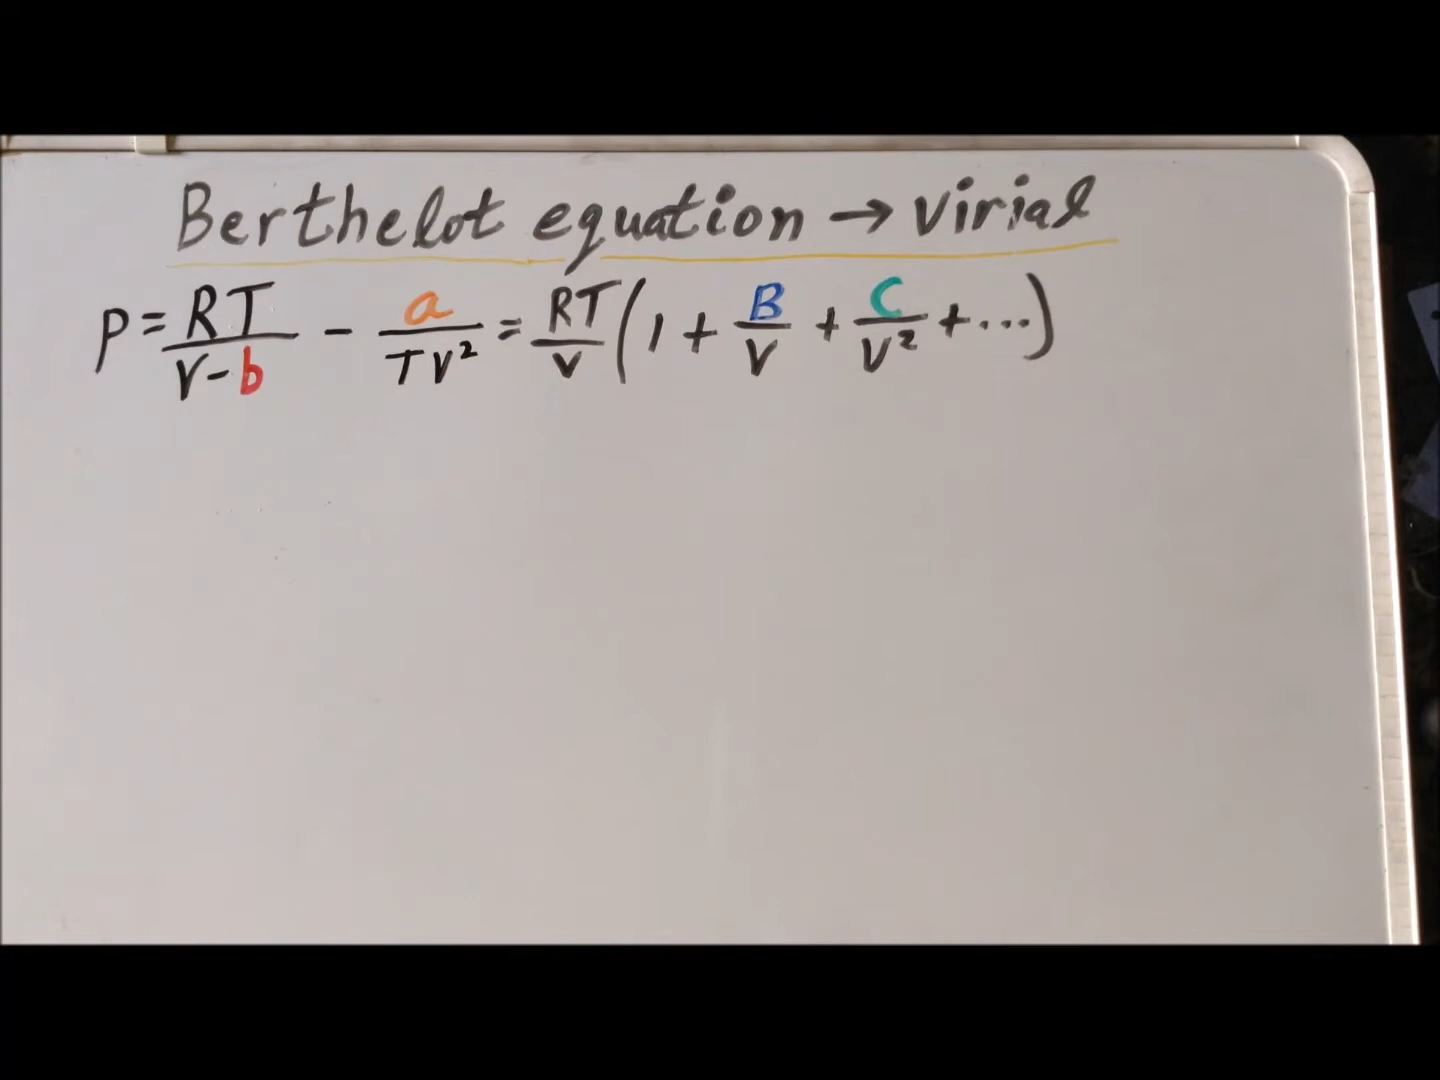 Berthelot equation → virial
p = RT/(V-b) - a/(TV²) = RT/V (1 + B/V + C/V² + ...)